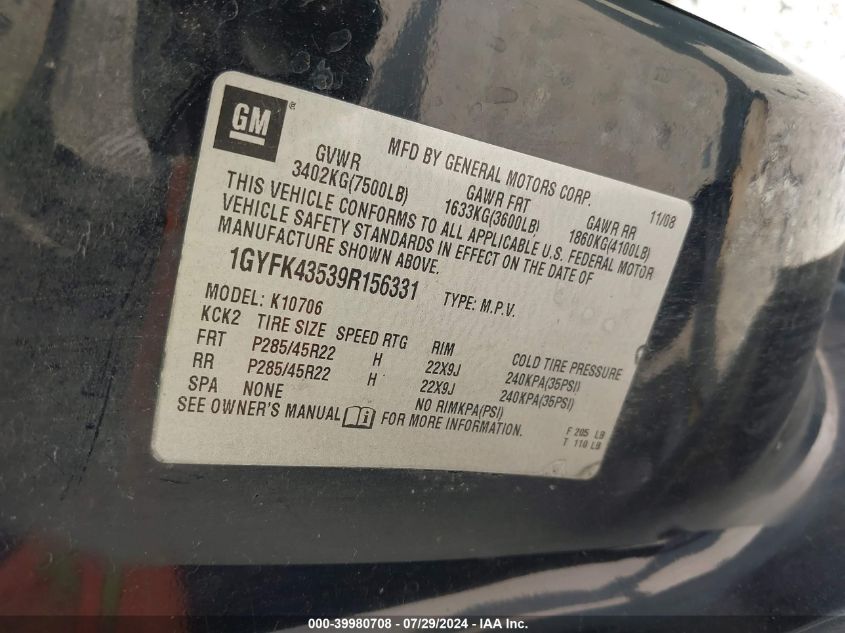 GM ®
MFD BY GENERAL MOTORS CORP. 11/08
GVWR GAWR FRT GAWR RR
3402KG(7500LB) 1633KG(3600LB) 1860KG(4100LB)
THIS VEHICLE CONFORMS TO ALL APPLICABLE U.S. FEDERAL MOTOR
VEHICLE SAFETY STANDARDS IN EFFECT ON THE DATE OF
MANUFACTURE SHOWN ABOVE.
1GYFK43539R156331 TYPE: M.P.V.
MODEL: K10706
KCK2 TIRE SIZE SPEED RTG RIM COLD TIRE PRESSURE
FRT P285/45R22 H 22X9J 240KPA(35PSI)
RR P285/45R22 H 22X9J 240KPA(35PSI)
SPA NONE NO RIMKPA(PSI)
SEE OWNER'S MANUAL i FOR MORE INFORMATION.
F 205 LB
T 110 LB
000-39980708 / 07/29/2024 / IAA Inc.